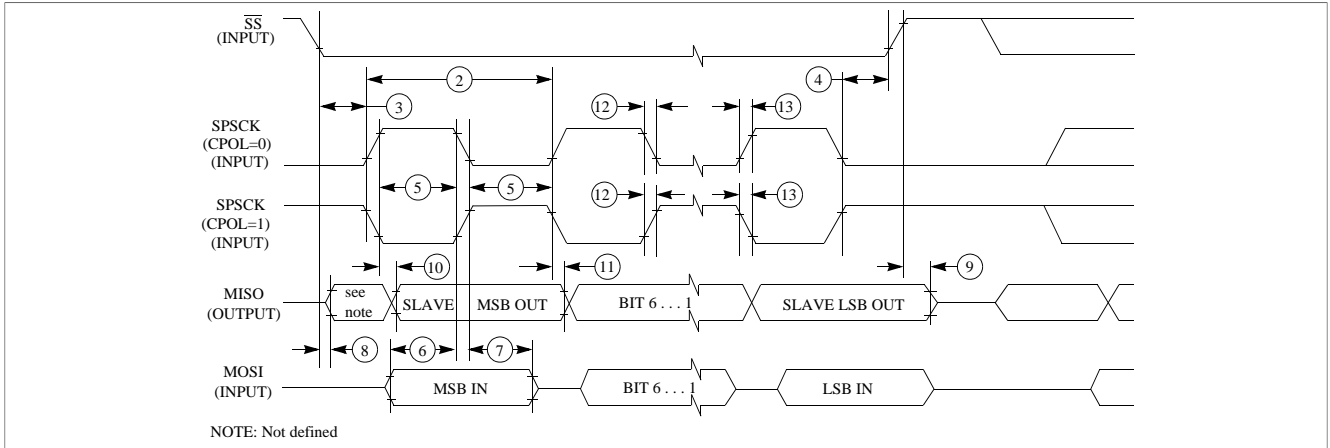 SS
(INPUT)
2
4
3
12
13
SPSCK
(CPOL=0)
(INPUT)
5
5
12
13
SPSCK
(CPOL=1)
(INPUT)
10
11
9
MISO
(OUTPUT)
see
note
SLAVE
MSB OUT
BIT 6 . . . 1
SLAVE LSB OUT
8
6
7
MOSI
(INPUT)
MSB IN
BIT 6 . . . 1
LSB IN
NOTE: Not defined